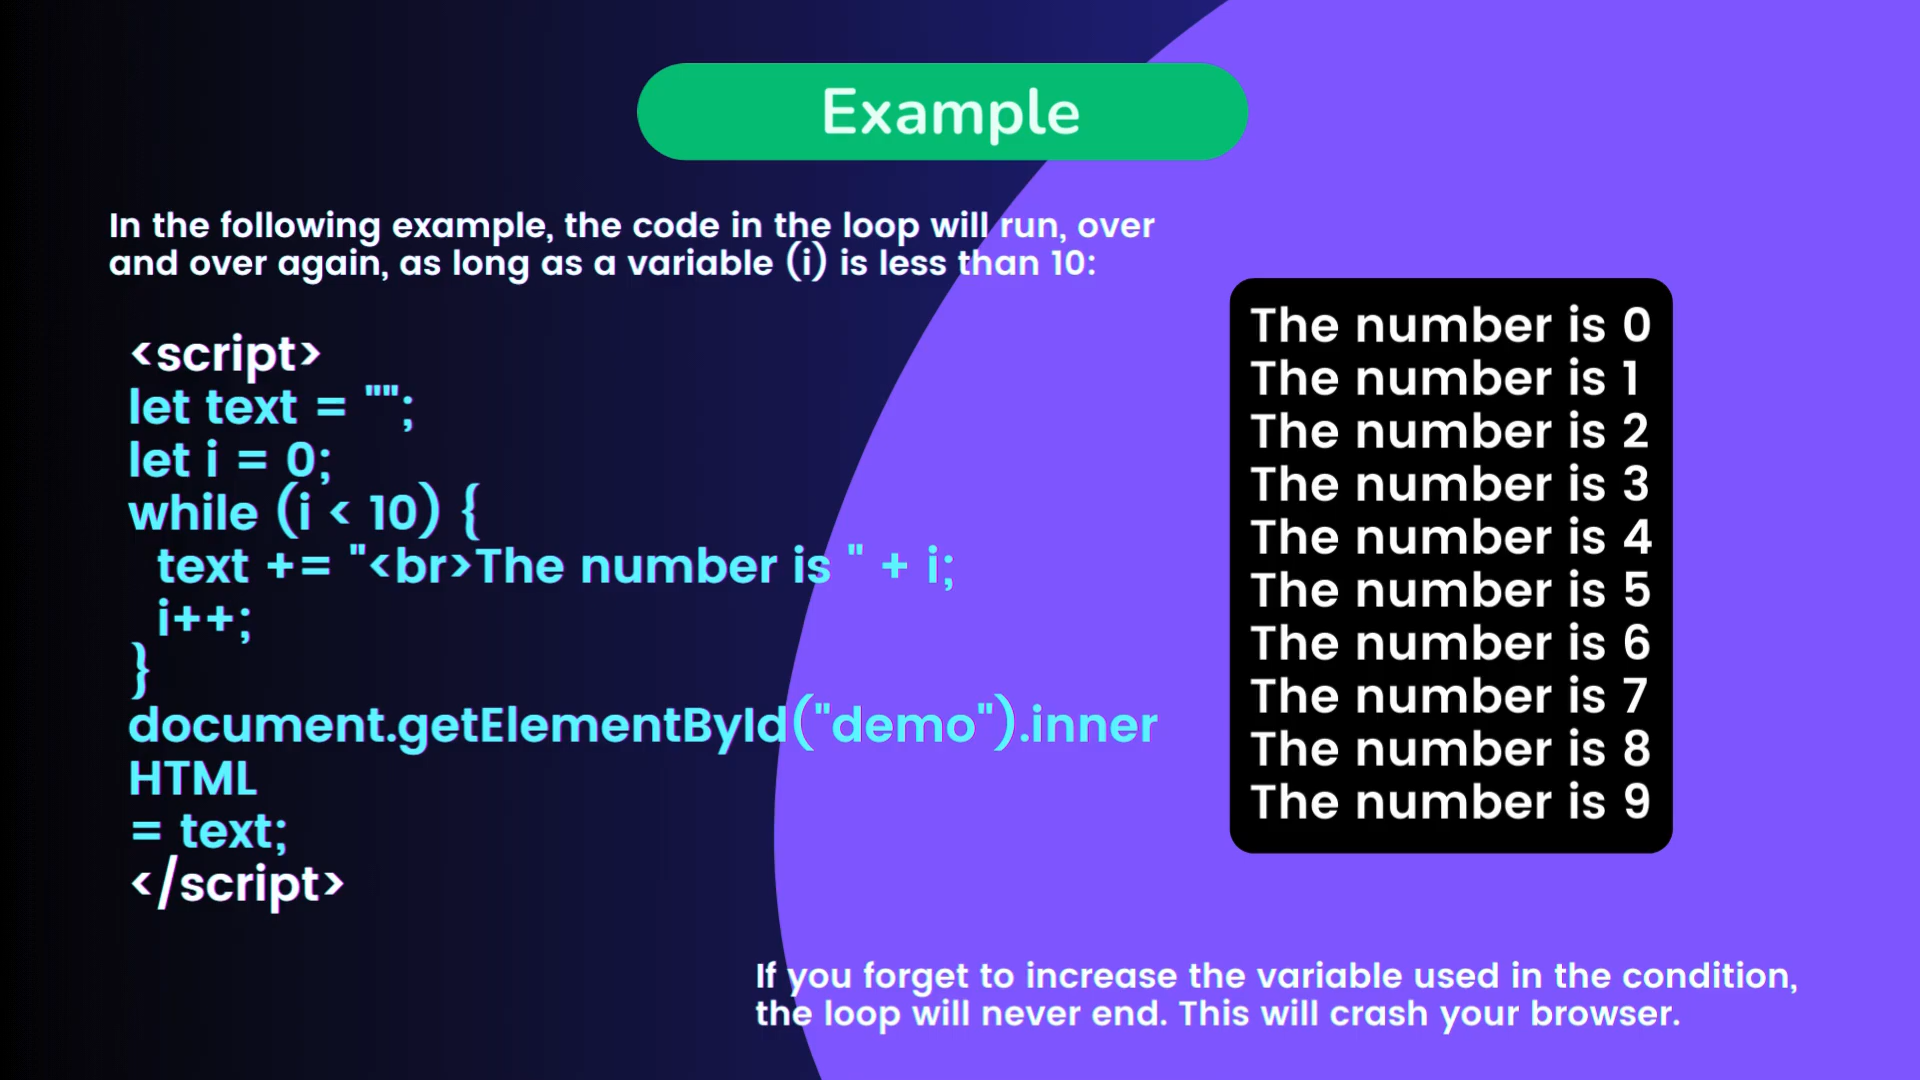 Example
In the following example, the code in the loop will run, over
and over again, as long as a variable (i) is less than 10:
<script>
let text = "";
let i = 0;
while (i < 10) {
  text += "<br>The number is " + i;
  i++;
}
document.getElementById("demo").inner
HTML
= text;
</script>
The number is 0
The number is 1
The number is 2
The number is 3
The number is 4
The number is 5
The number is 6
The number is 7
The number is 8
The number is 9
If you forget to increase the variable used in the condition,
the loop will never end. This will crash your browser.